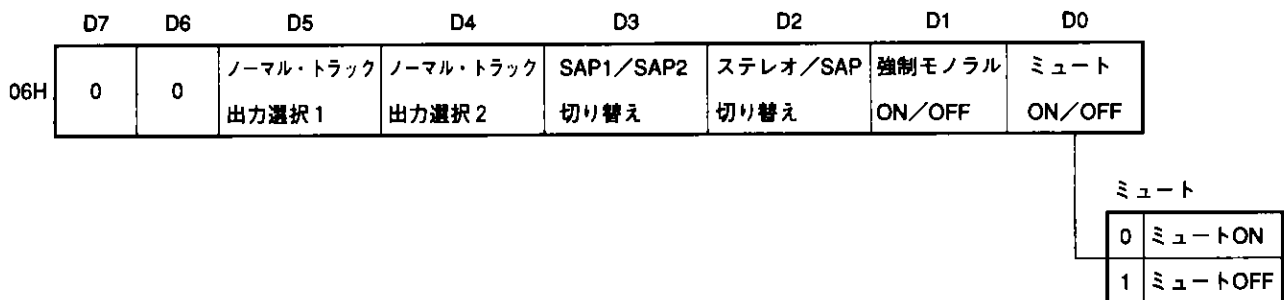 D7 D6 D5 D4 D3 D2 D1 D0
06H 0 0 ノーマル・トラック ノーマル・トラック SAP1／SAP2 ステレオ／SAP 強制モノラル ミュート
出力選択1 出力選択2 切り替え 切り替え ON／OFF ON／OFF
ミュート
0 ミュートON
1 ミュートOFF